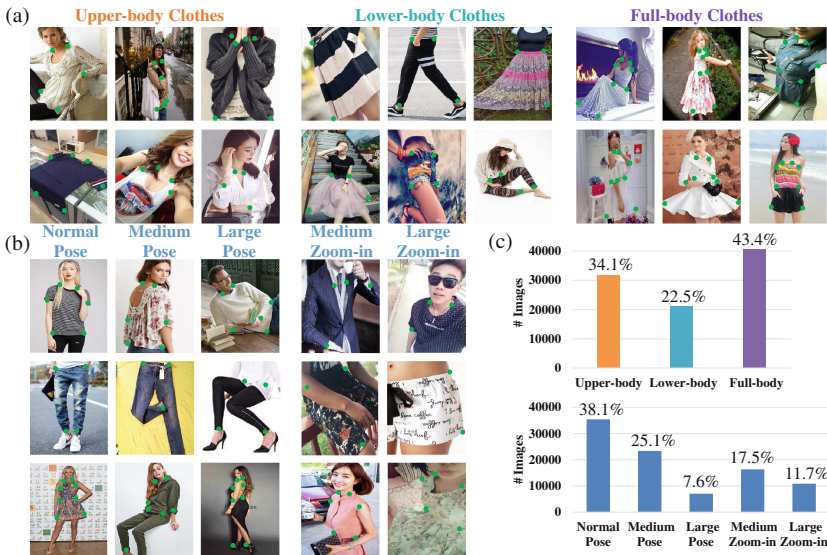 (a)
Upper-body Clothes
Lower-body Clothes
Full-body Clothes
(b)
Normal
Pose
Medium
Pose
Large
Pose
Medium
Zoom-in
Large
Zoom-in
(c)
# Images
40000
30000
20000
10000
0
34.1%
22.5%
43.4%
Upper-body
Lower-body
Full-body
# Images
40000
30000
20000
10000
0
38.1%
25.1%
7.6%
17.5%
11.7%
Normal
Pose
Medium
Pose
Large
Pose
Medium
Zoom-in
Large
Zoom-in